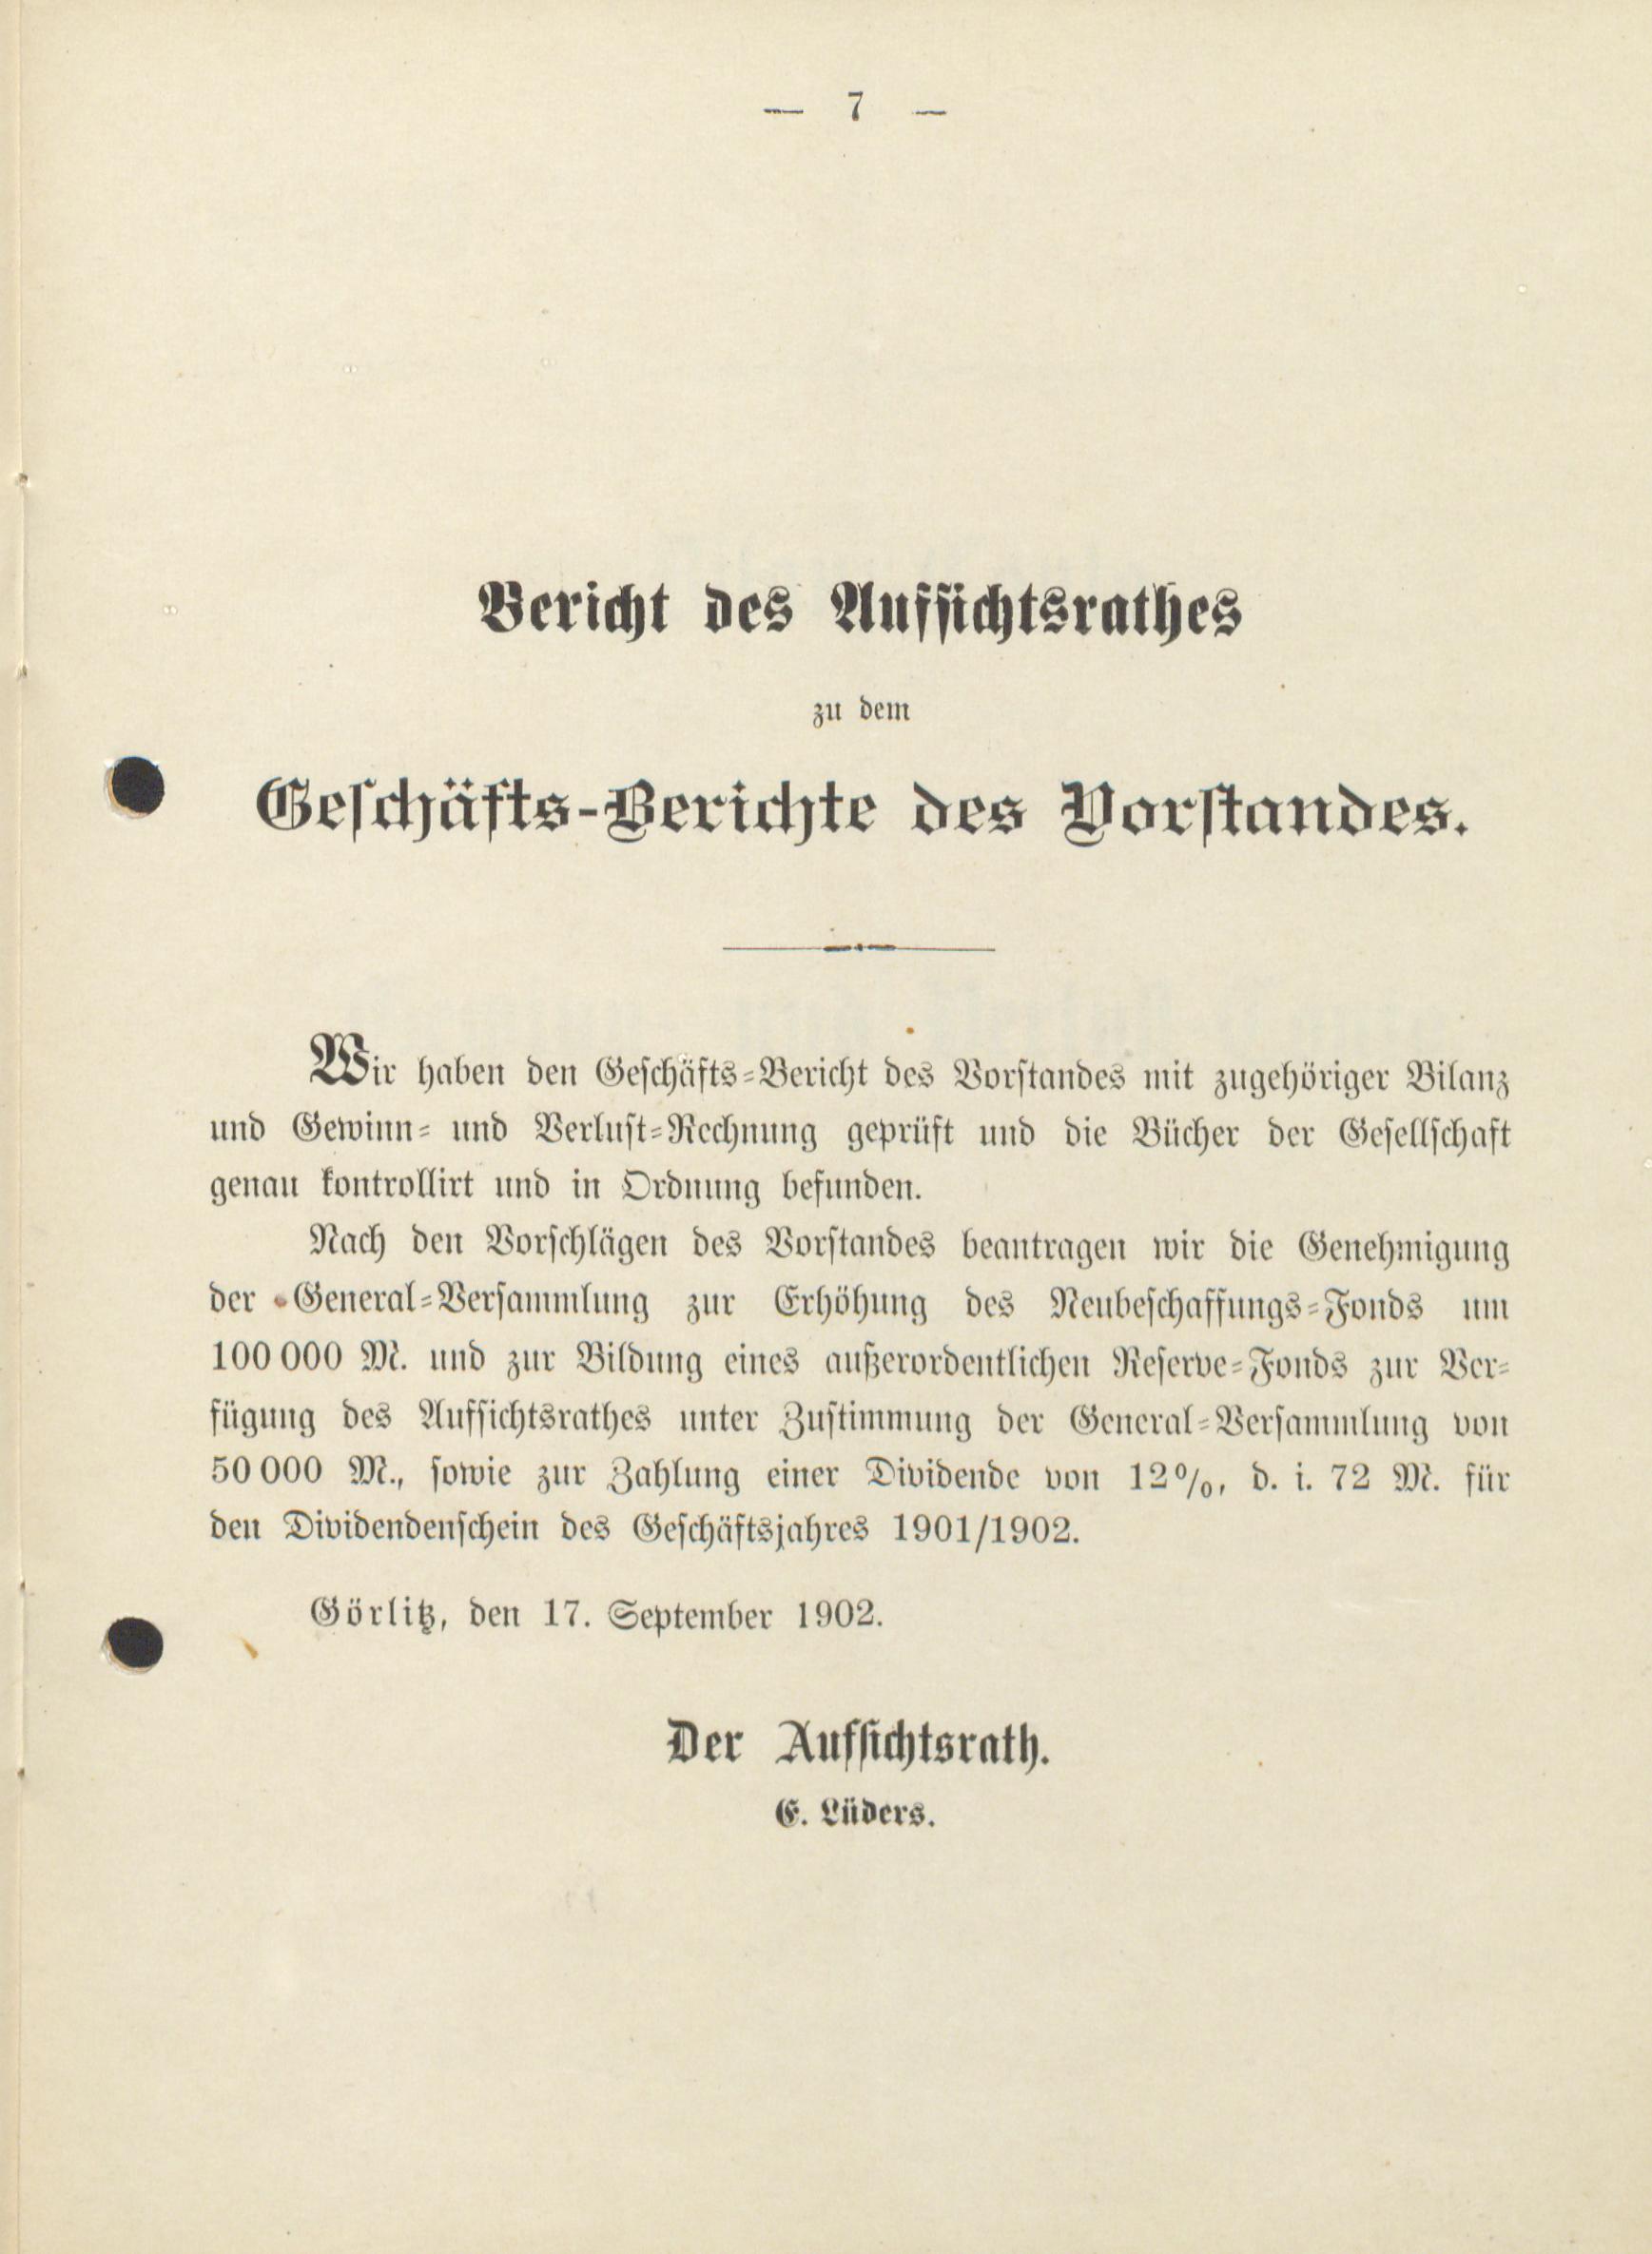 — 7 —
Bericht des Aufsichtsrathes
zu dem
Geschäfts-Berichte des Vorstandes.
Wir haben den Geschäfts-Bericht des Vorstandes mit zugehöriger Bilanz
und Gewinn- und Verlust-Rechnung geprüft und die Bücher der Gesellschaft
genau kontrollirt und in Ordnung befunden.
Nach den Vorschlägen des Vorstandes beantragen wir die Genehmigung
der General-Versammlung zur Erhöhung des Neubeschaffungs-Fonds um
100 000 M. und zur Bildung eines außerordentlichen Reserve-Fonds zur Ver-
fügung des Aufsichtsrathes unter Zustimmung der General-Versammlung von
50 000 M., sowie zur Zahlung einer Dividende von 12%, d. i. 72 M. für
den Dividendenschein des Geschäftsjahres 1901/1902.
Görlitz, den 17. September 1902.
Der Aufsichtsrath.
E. Lüders.